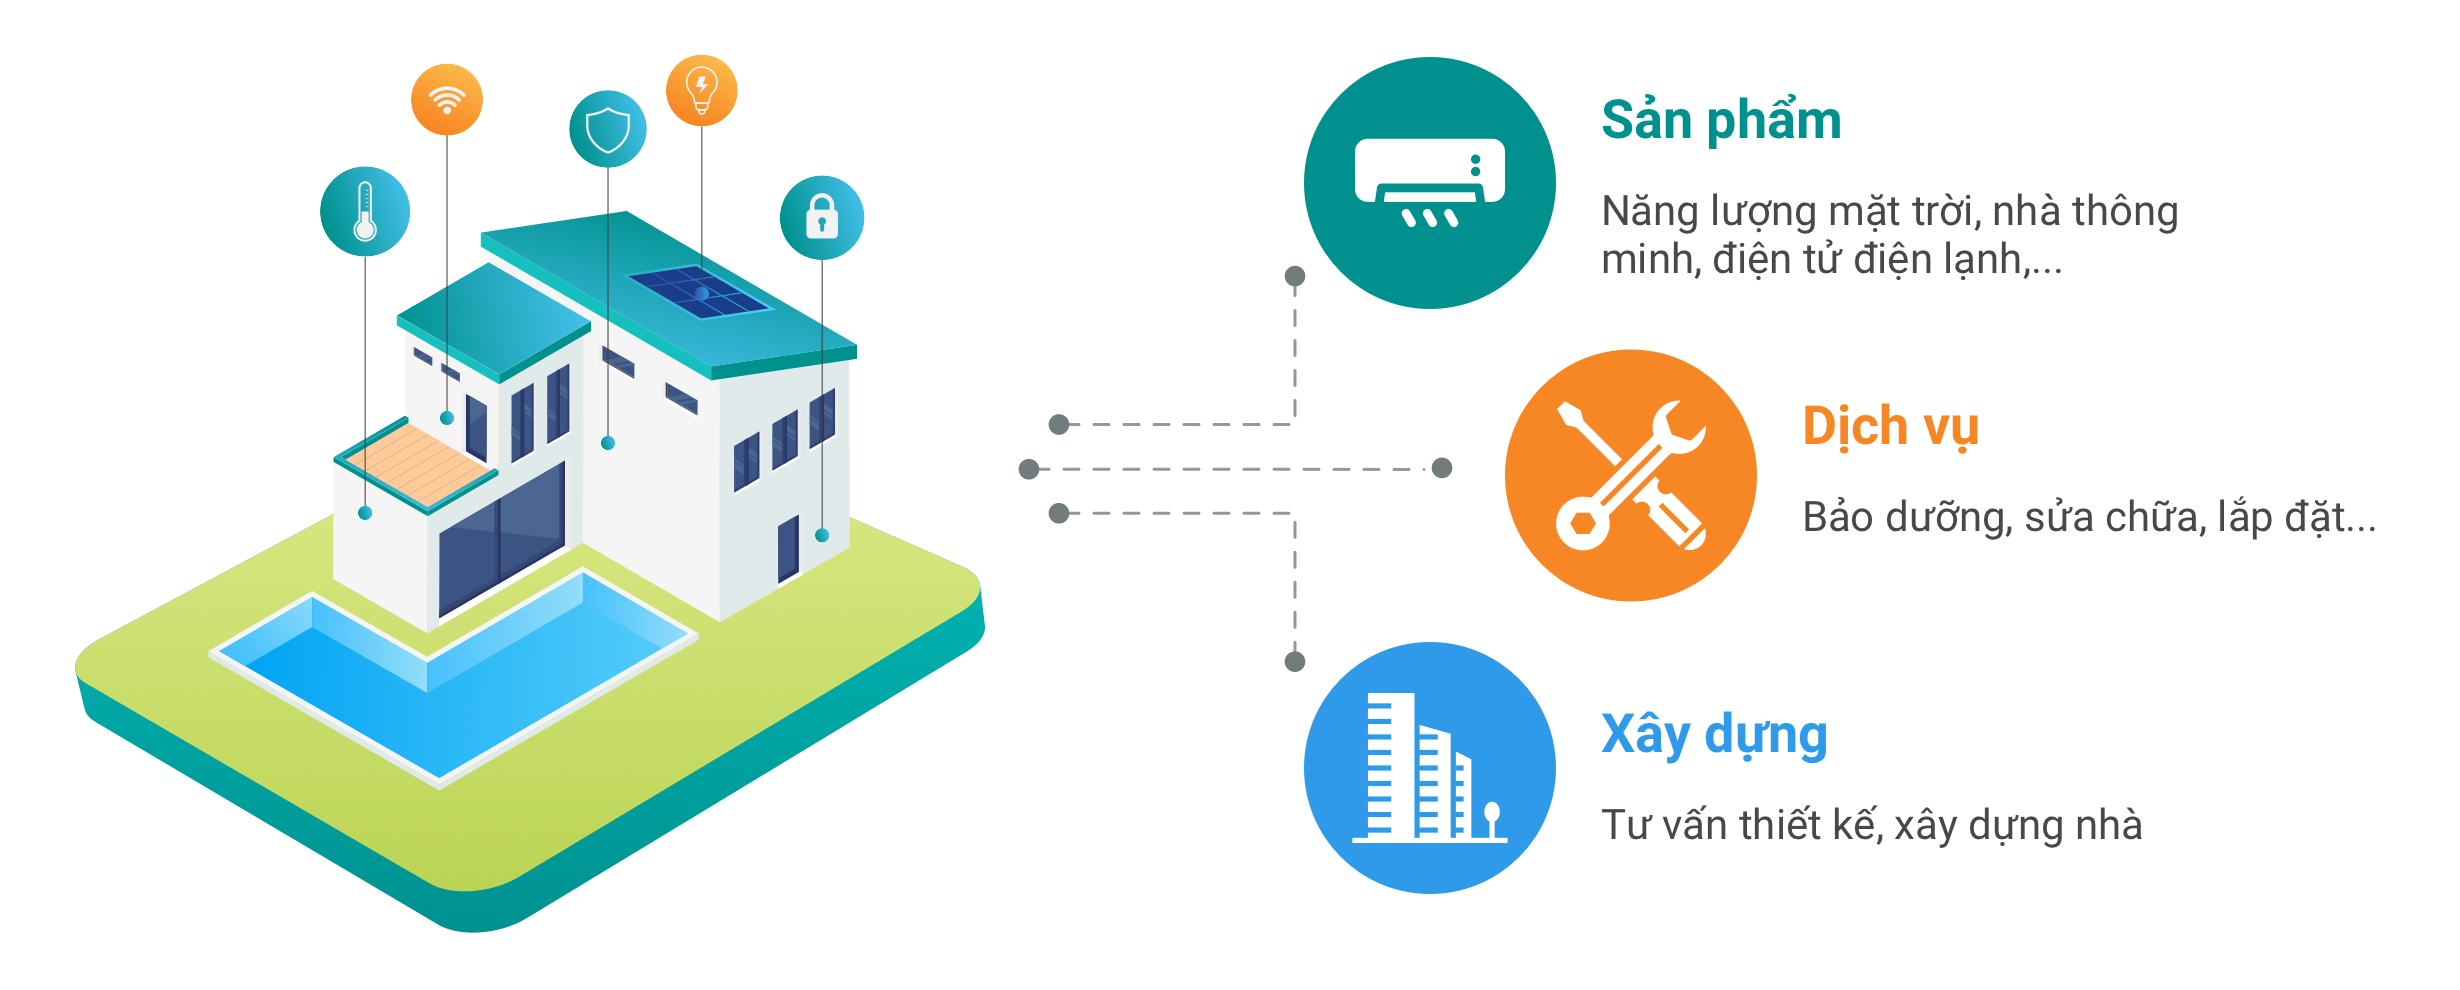 Sản phẩm
Năng lượng mặt trời, nhà thông
minh, điện tử điện lạnh,...
Dịch vụ
Bảo dưỡng, sửa chữa, lắp đặt...
Xây dựng
Tư vấn thiết kế, xây dựng nhà